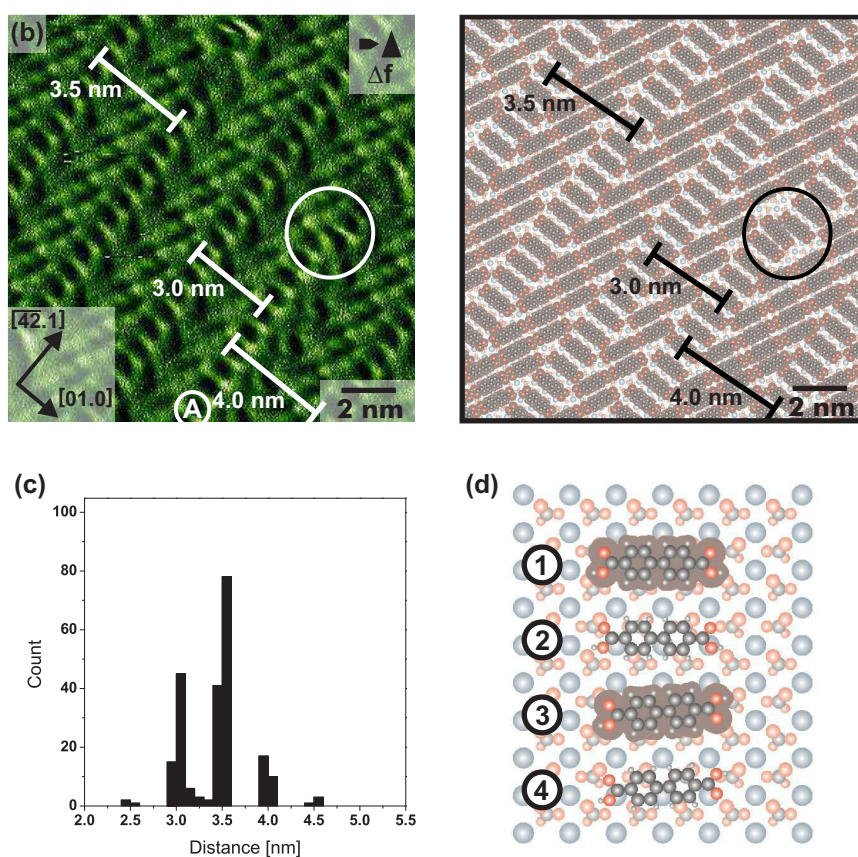 (b)
Δf
3.5 nm
3.0 nm
4.0 nm
[4̅2̅.1]
[01.0]
A
2 nm
3.5 nm
3.0 nm
4.0 nm
2 nm
(c)
Count
100
80
60
40
20
0
2.0 2.5 3.0 3.5 4.0 4.5 5.0 5.5
Distance [nm]
(d)
1
2
3
4